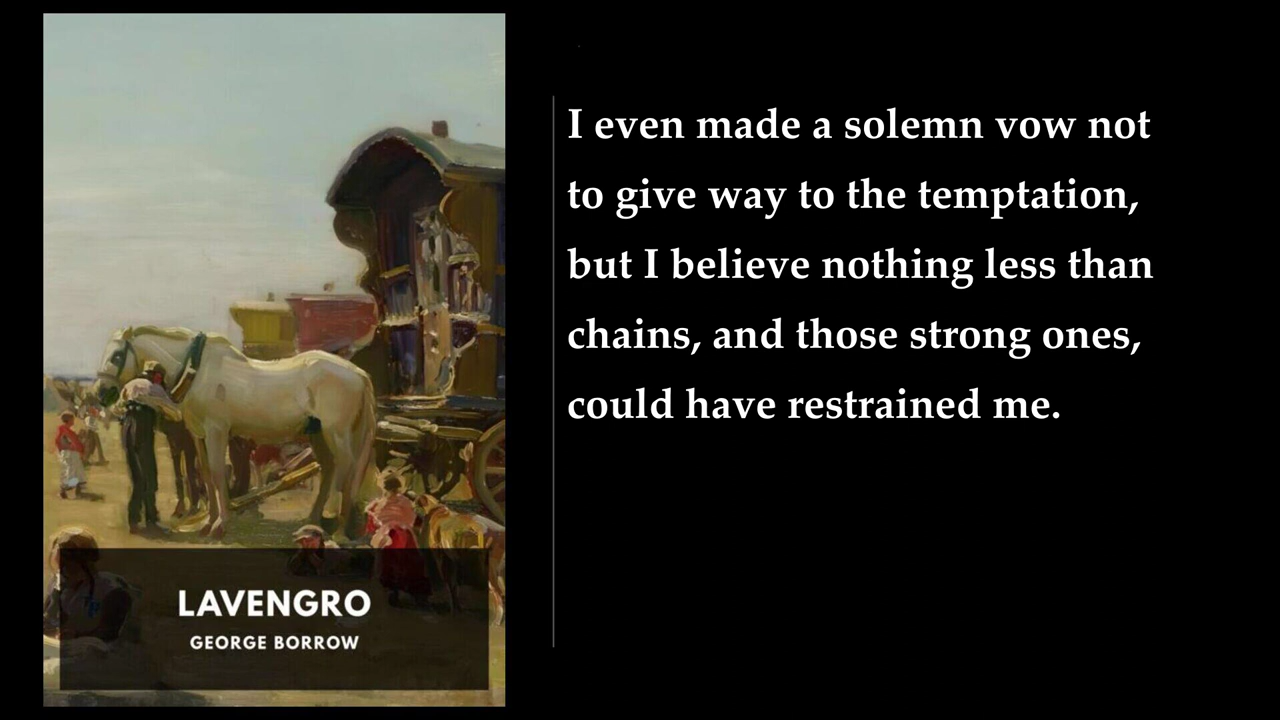 I even made a solemn vow not
to give way to the temptation,
but I believe nothing less than
chains, and those strong ones,
could have restrained me.
LAVENGRO
GEORGE BORROW